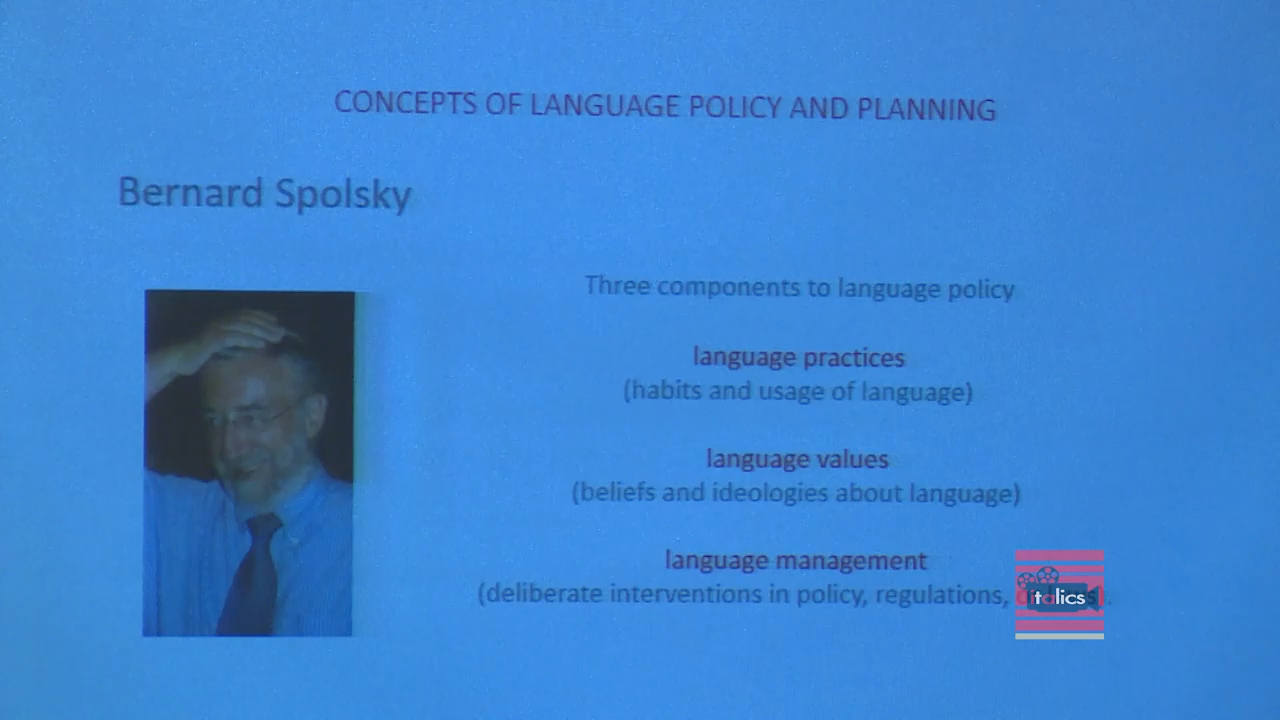 CONCEPTS OF LANGUAGE POLICY AND PLANNING
Bernard Spolsky
Three components to language policy
language practices
(habits and usage of language)
language values
(beliefs and ideologies about language)
language management
(deliberate interventions in policy, regulations,
italics